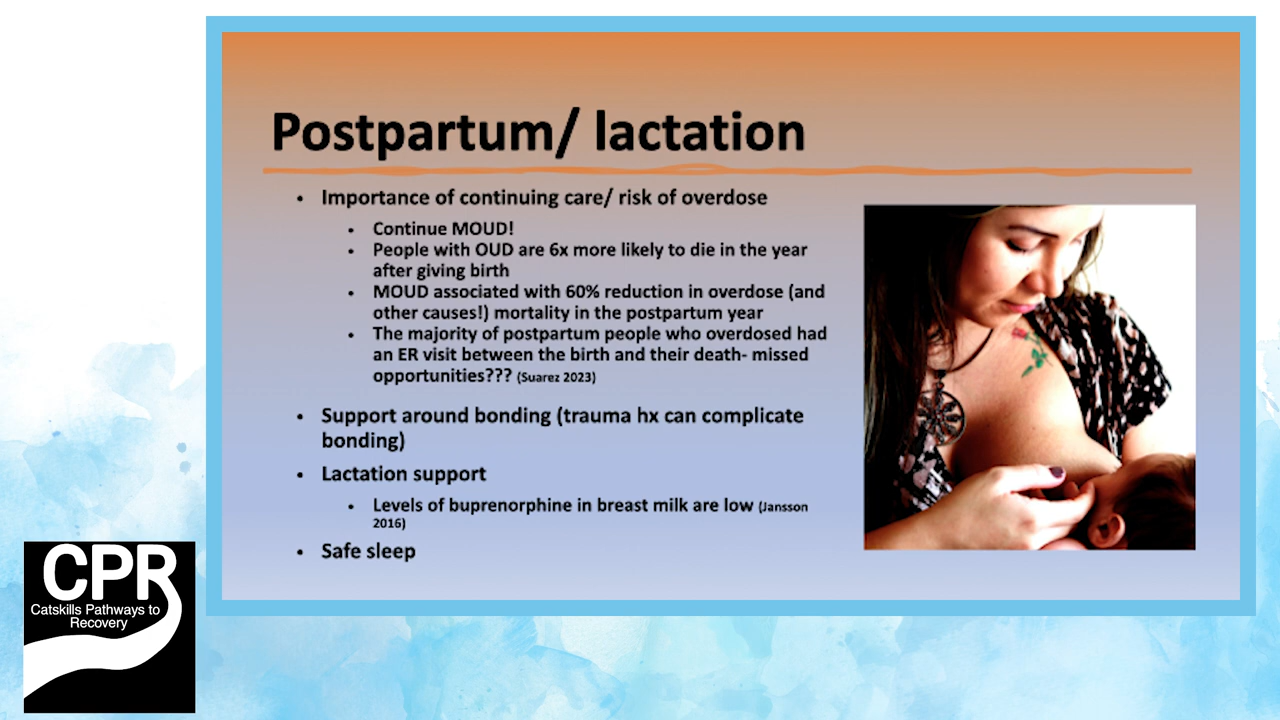 Postpartum/ lactation
• Importance of continuing care/ risk of overdose
• Continue MOUD!
• People with OUD are 6x more likely to die in the year
after giving birth
• MOUD associated with 60% reduction in overdose (and
other causes!) mortality in the postpartum year
• The majority of postpartum people who overdosed had
an ER visit between the birth and their death- missed
opportunities??? (Suarez 2023)
• Support around bonding (trauma hx can complicate
bonding)
• Lactation support
• Levels of buprenorphine in breast milk are low (Jansson
2016)
• Safe sleep
CPR
Catskills Pathways to
Recovery